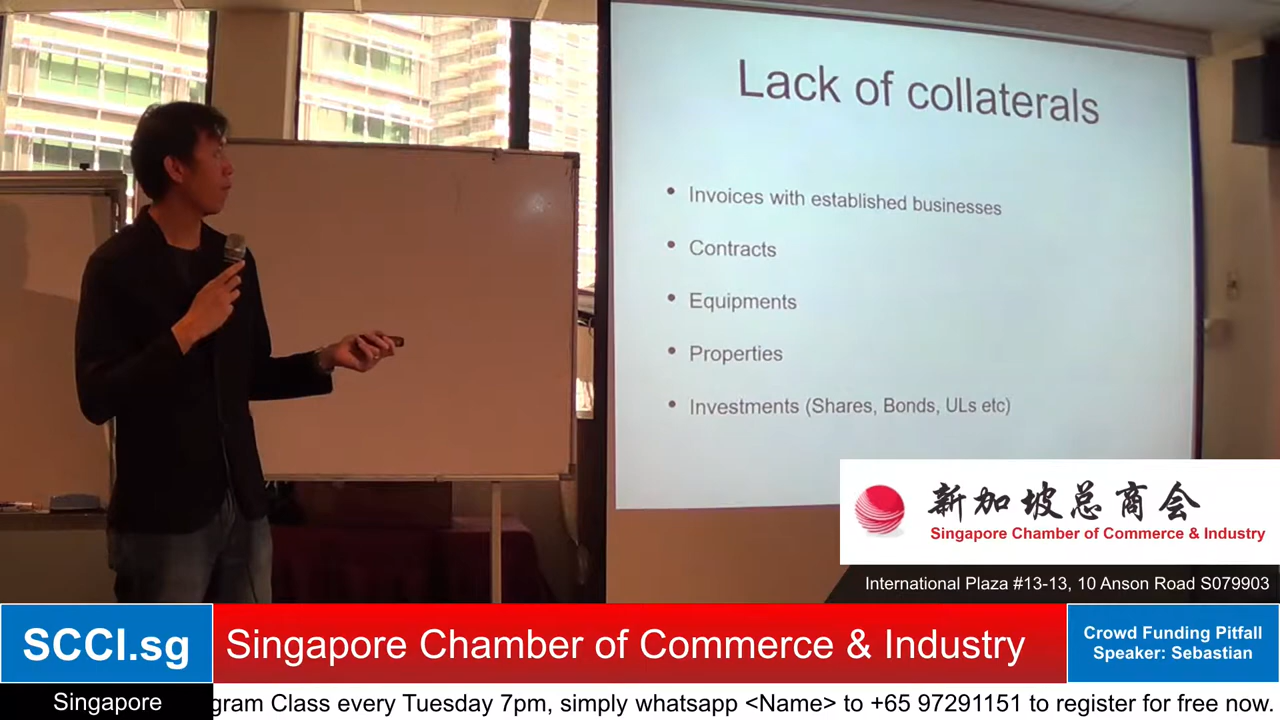 Lack of collaterals
• Invoices with established businesses
• Contracts
• Equipments
• Properties
• Investments (Shares, Bonds, ULs etc)
新加坡总商会
Singapore Chamber of Commerce & Industry
International Plaza #13-13, 10 Anson Road S079903
SCCI.sg
Singapore Chamber of Commerce & Industry
Crowd Funding Pitfall
Speaker: Sebastian
Singapore
gram Class every Tuesday 7pm, simply whatsapp <Name> to +65 97291151 to register for free now.